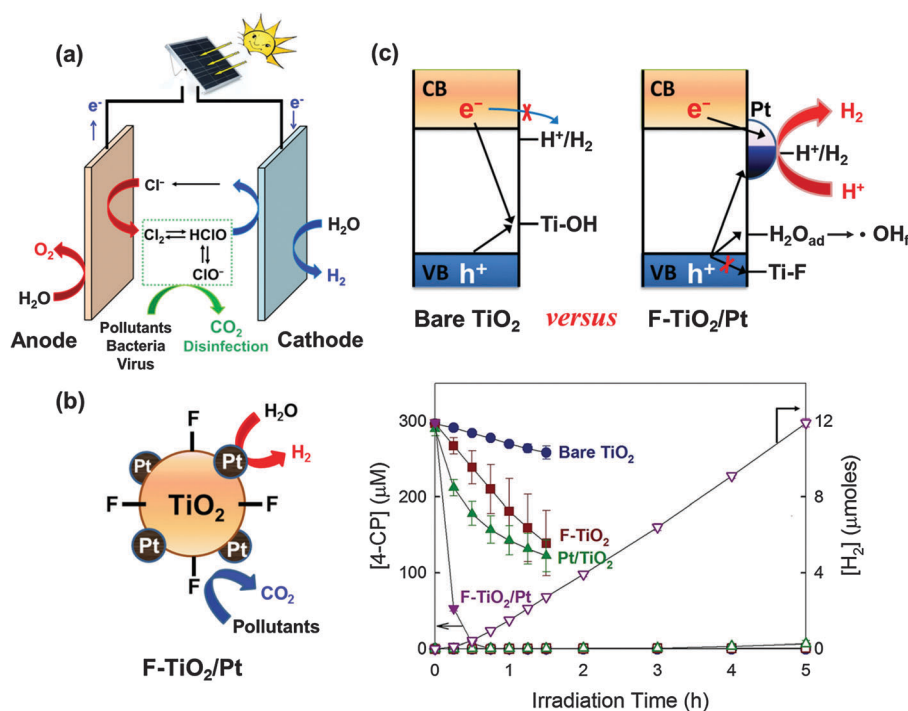 (a)
e⁻
e⁻
Cl⁻
Cl₂ ⇌ HClO
⇅
ClO⁻
O₂
H₂O
H₂O
H₂
Anode
Pollutants
Bacteria
Virus
CO₂
Disinfection
Cathode
(c)
CB
e⁻
H⁺/H₂
Ti-OH
VB
h⁺
Bare TiO₂
versus
CB
e⁻
Pt
H₂
H⁺/H₂
H⁺
H₂Oad → · OHf
VB
h⁺
Ti-F
F-TiO₂/Pt
(b)
F
F
F
F
Pt
Pt
Pt
Pt
TiO₂
H₂O
H₂
CO₂
Pollutants
F-TiO₂/Pt
[4-CP] (μM)
300
200
100
0
Bare TiO₂
F-TiO₂
Pt/TiO₂
F-TiO₂/Pt
12
8
4
0
[H₂] (μmoles)
0 1 2 3 4 5
Irradiation Time (h)